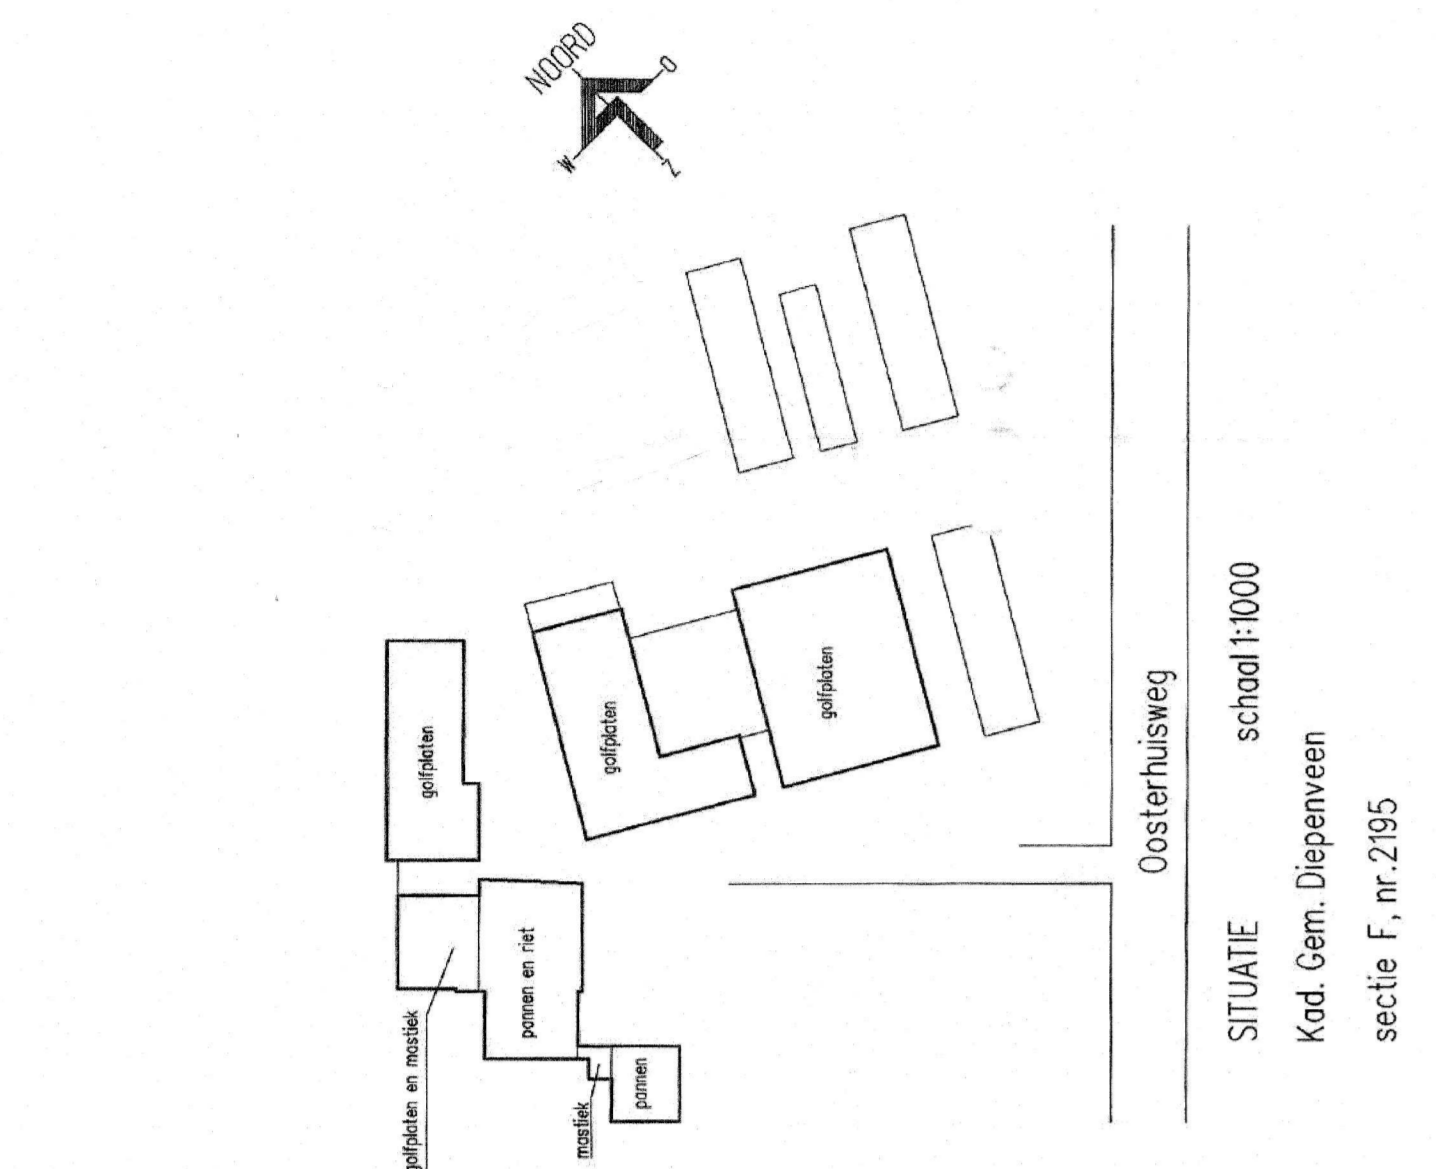 NOORD
O
W
Z
golfplaten
golfplaten
golfplaten
golfplaten en mastiek
pannen en riet
mastiek
pannen
Oosterhuisweg
SITUATIE schaal 1:1000
Kad. Gem. Diepenveen
sectie F, nr.2195